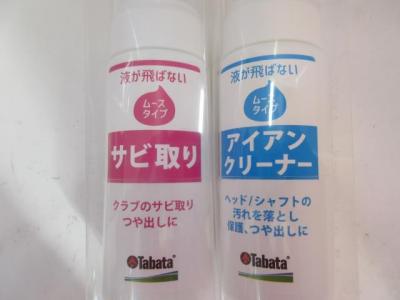 液が飛ばない
ムース
タイプ
サビ取り
クラブのサビ取り
つや出しに
Tabata
液が飛ばない
ムース
タイプ
アイアン
クリーナー
ヘッド/シャフトの
汚れを落とし
保護、つや出しに
Tabata